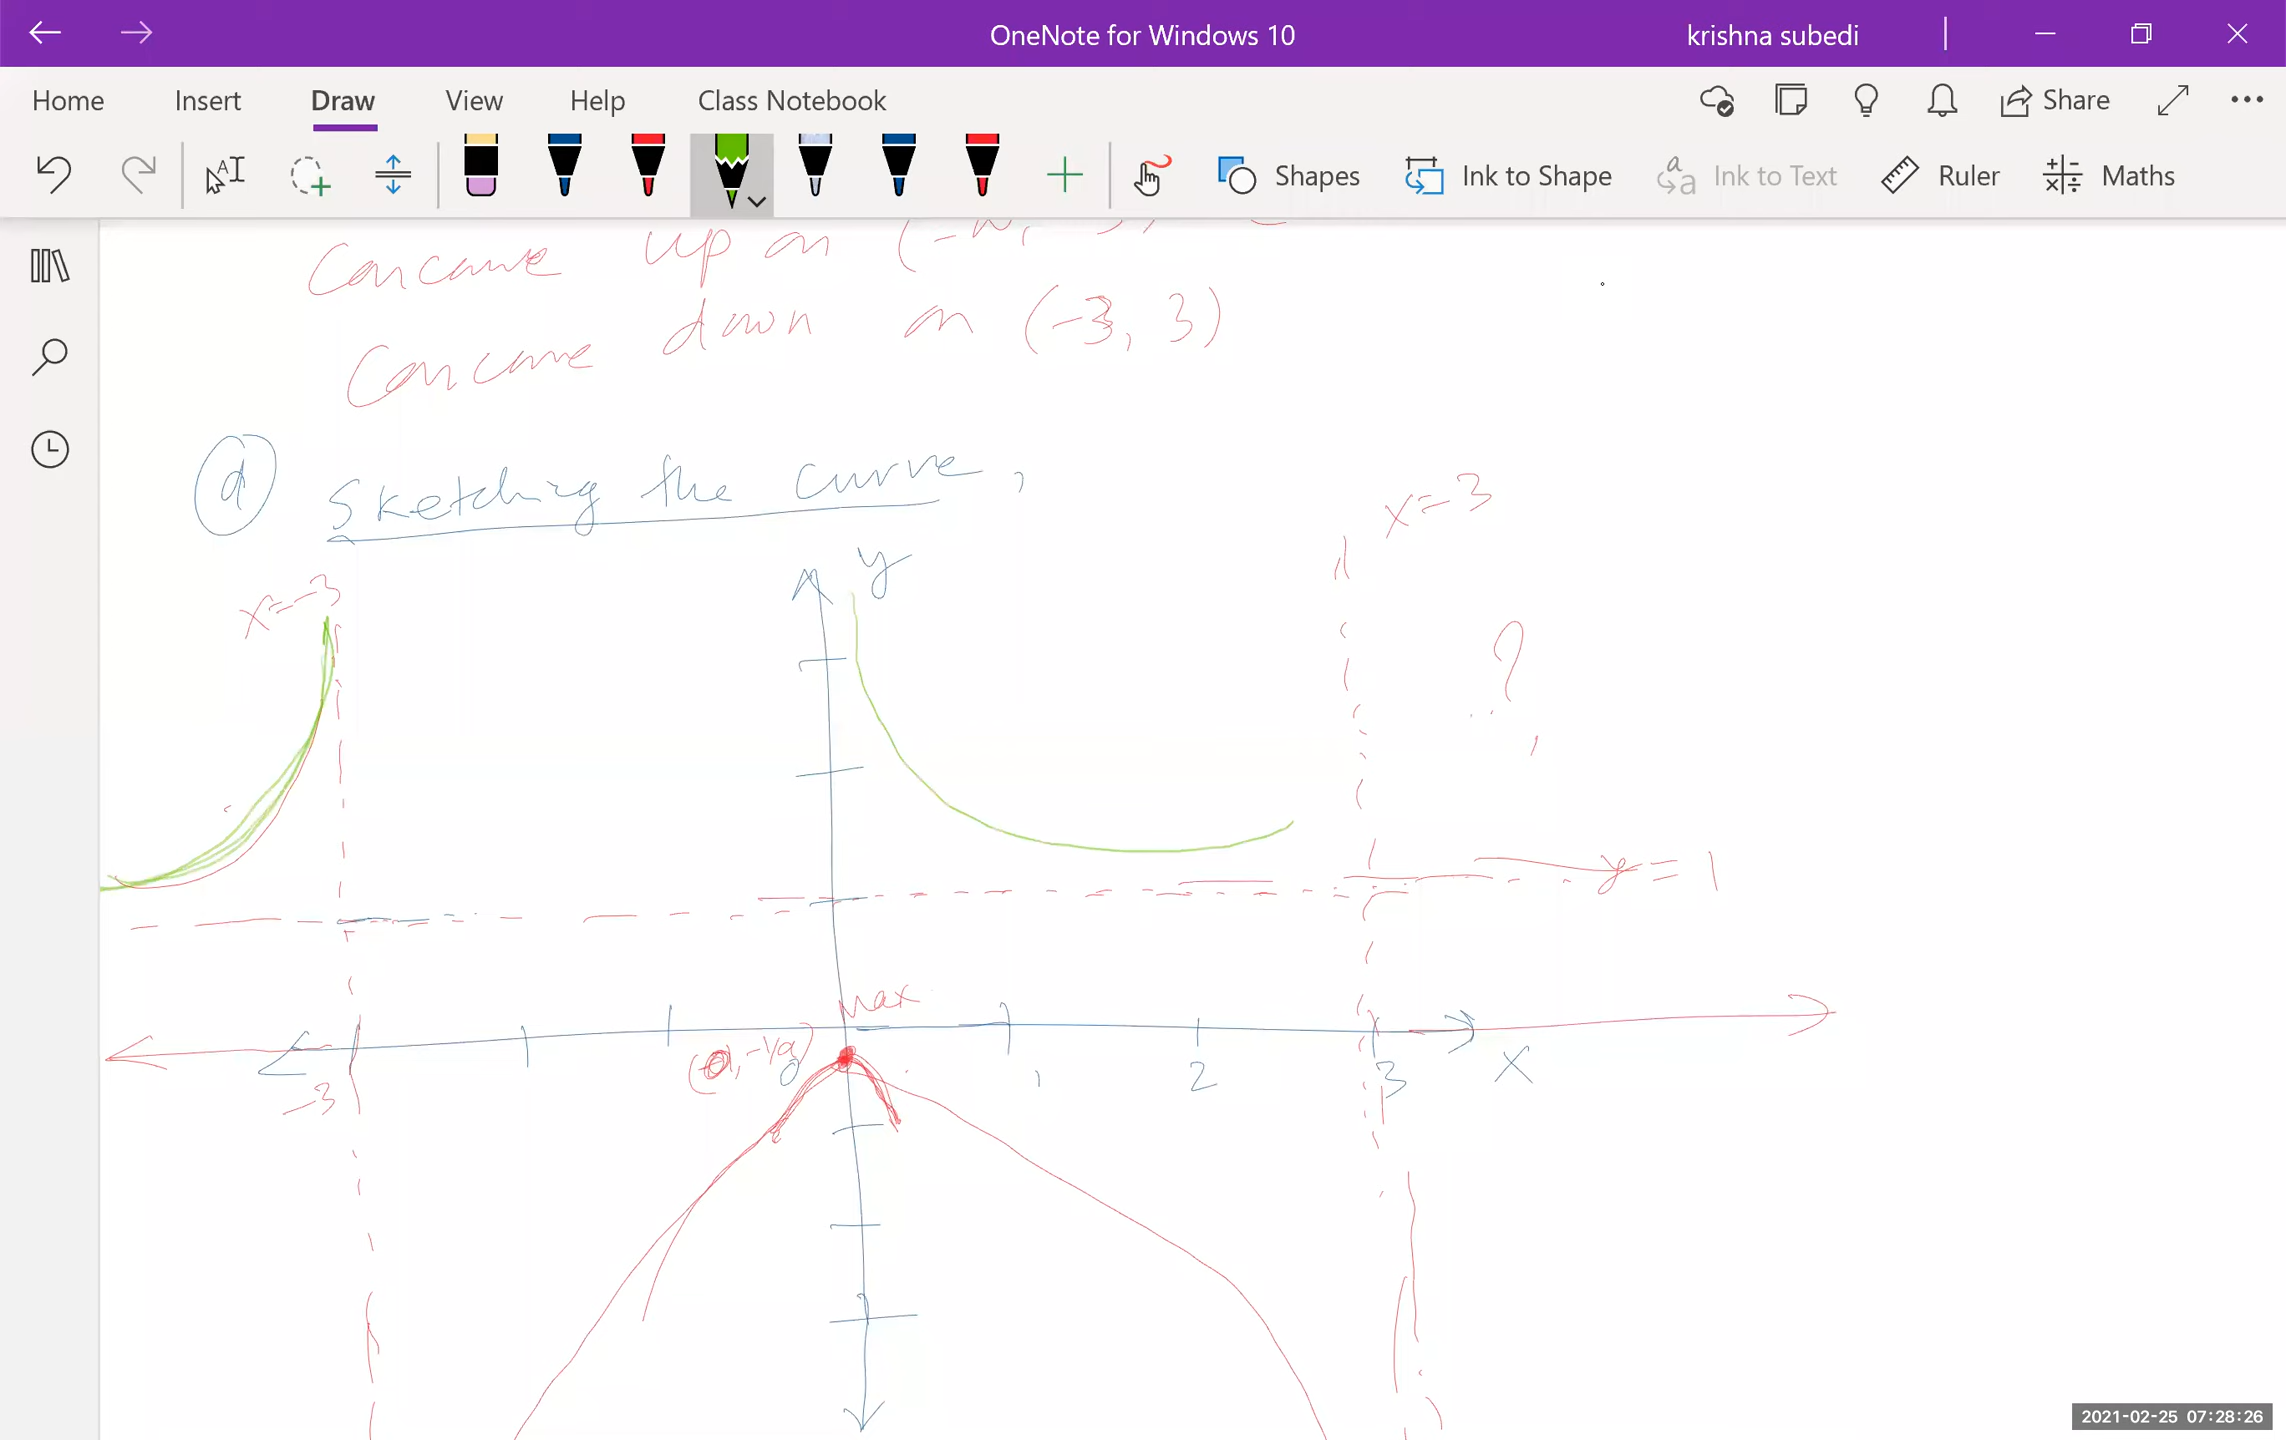 OneNote for Windows 10
krishna subedi
Home Insert Draw View Help Class Notebook Share
Shapes Ink to Shape Ink to Text Ruler Maths
Concave up on
Concave down on (-3, 3)
d Sketching the curve,
x=3
y
x=-3
?
y=1
Max
(0, -1/9)
-3
1
2
3
x
2021-02-25 07:28:26